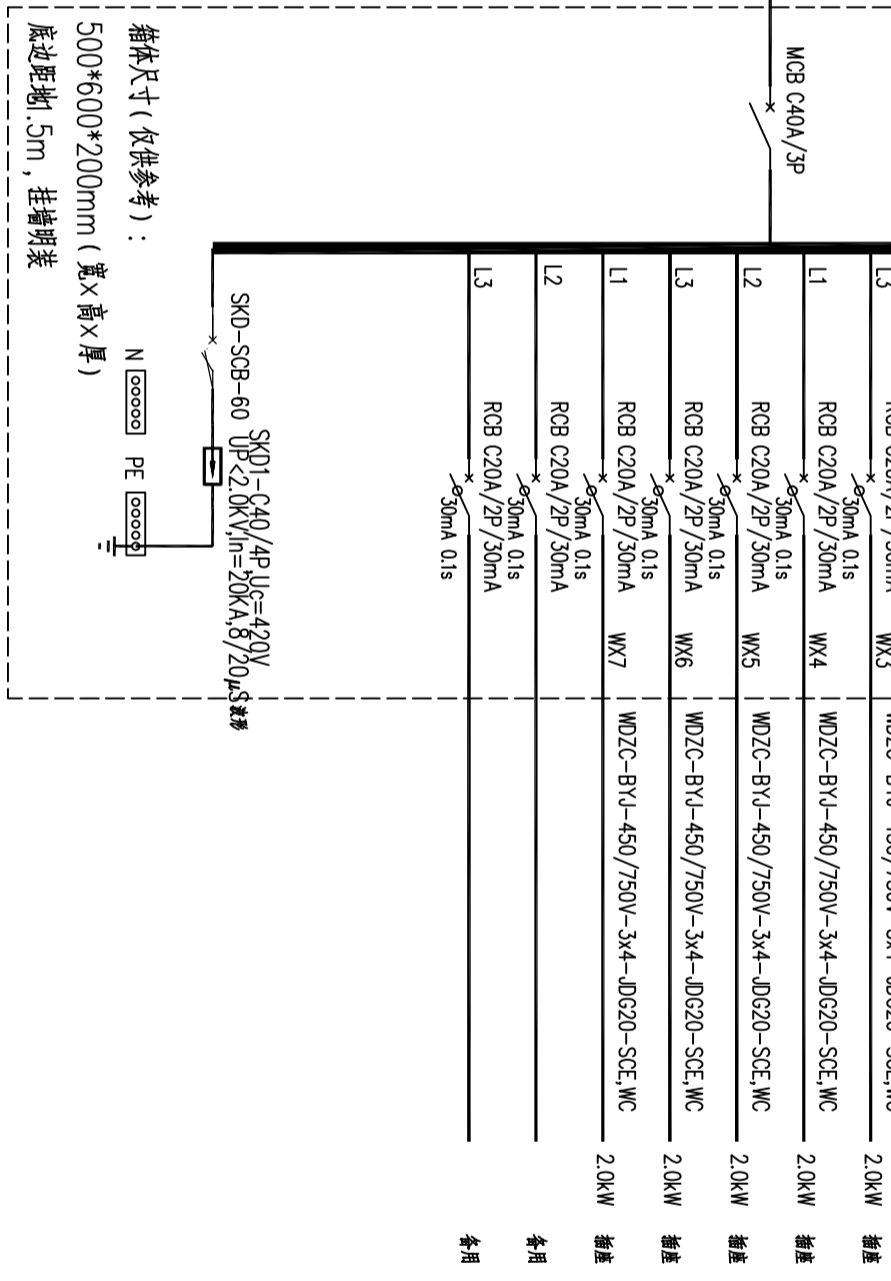 MCB C40A/3P
L3
WX3
插座
2.0kW
L1
RCB C20A/2P/30mA
30mA 0.1s
WX4
WDZC-BYJ-450/750V-3x4-JDG20-SCE,WC
2.0kW
插座
L2
RCB C20A/2P/30mA
30mA 0.1s
WX5
WDZC-BYJ-450/750V-3x4-JDG20-SCE,WC
2.0kW
插座
L3
RCB C20A/2P/30mA
30mA 0.1s
WX6
WDZC-BYJ-450/750V-3x4-JDG20-SCE,WC
2.0kW
插座
L1
RCB C20A/2P/30mA
30mA 0.1s
WX7
WDZC-BYJ-450/750V-3x4-JDG20-SCE,WC
2.0kW
插座
L2
RCB C20A/2P/30mA
30mA 0.1s
备用
L3
RCB C20A/2P/30mA
30mA 0.1s
备用
SKD1-C40/4P,Uc=420V
SKD-SCB-60 UP<2.0KV,In=20KA,8/20μS波形
N
PE
箱体尺寸(仅供参考):
500*600*200mm(宽x高x厚)
底边距地1.5m,挂墙明装